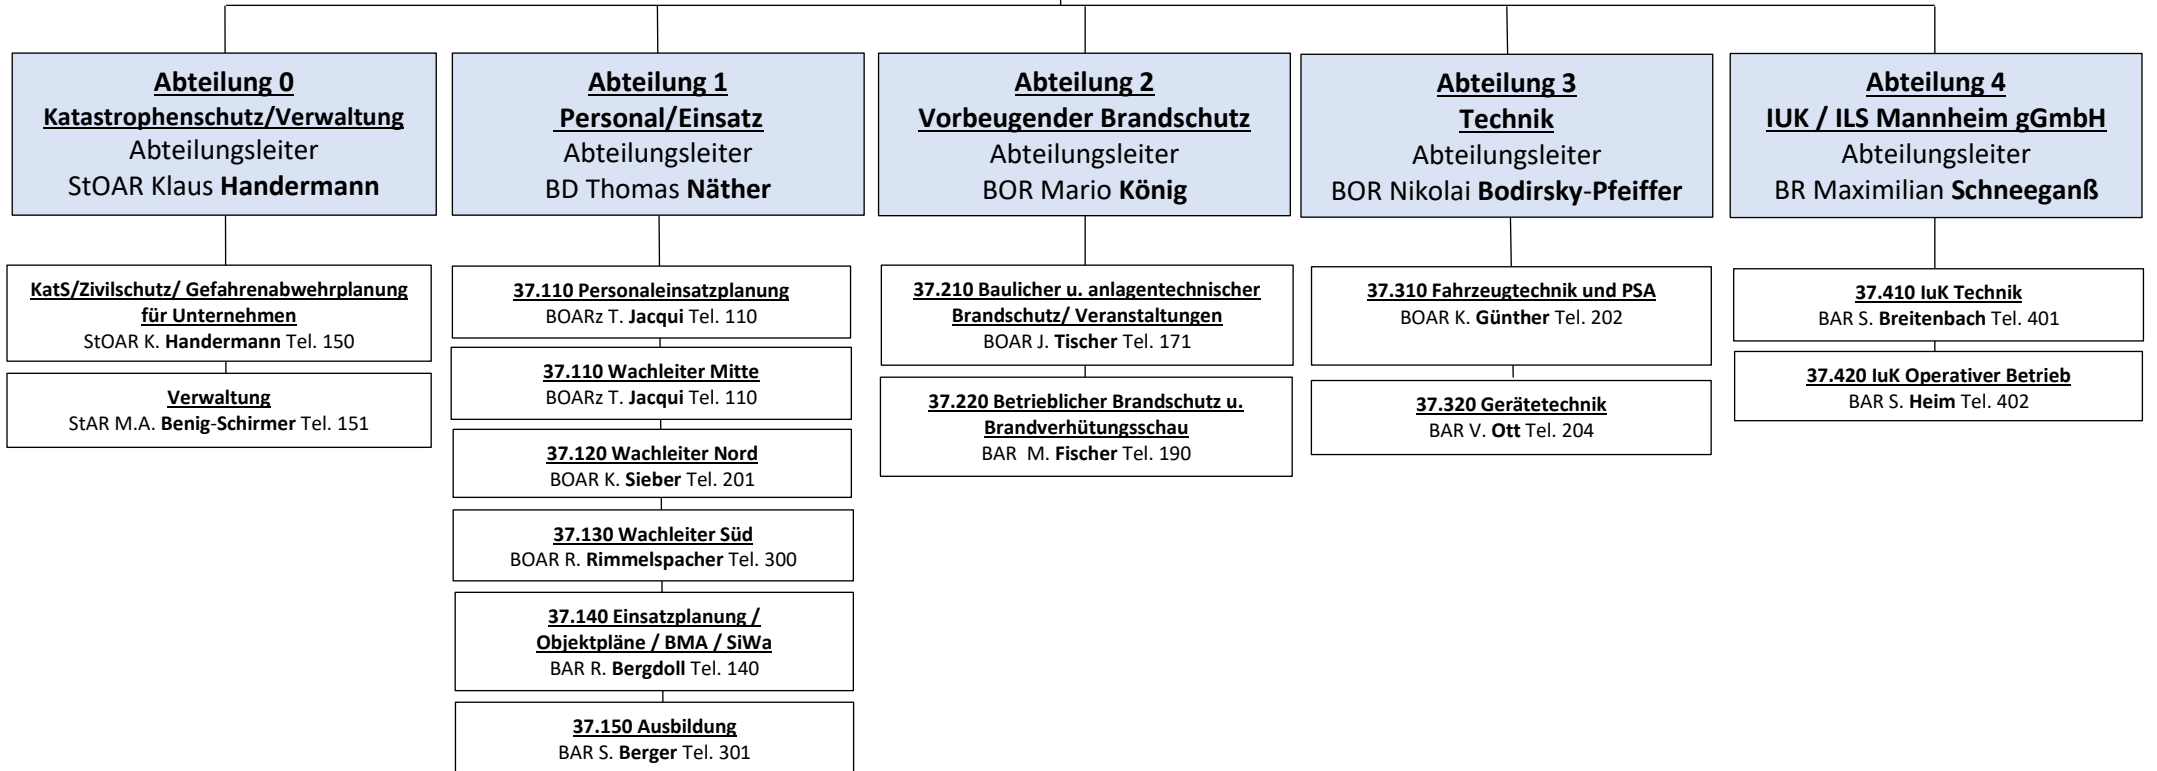 Abteilung 0
Katastrophenschutz/Verwaltung
Abteilungsleiter
StOAR Klaus Handermann
KatS/Zivilschutz/ Gefahrenabwehrplanung
für Unternehmen
StOAR K. Handermann Tel. 150
Verwaltung
StAR M.A. Benig-Schirmer Tel. 151
Abteilung 1
Personal/Einsatz
Abteilungsleiter
BD Thomas Näther
37.110 Personaleinsatzplanung
BOARz T. Jacqui Tel. 110
37.110 Wachleiter Mitte
BOARz T. Jacqui Tel. 110
37.120 Wachleiter Nord
BOAR K. Sieber Tel. 201
37.130 Wachleiter Süd
BOAR R. Rimmelspacher Tel. 300
37.140 Einsatzplanung /
Objektpläne / BMA / SiWa
BAR R. Bergdoll Tel. 140
37.150 Ausbildung
BAR S. Berger Tel. 301
Abteilung 2
Vorbeugender Brandschutz
Abteilungsleiter
BOR Mario König
37.210 Baulicher u. anlagentechnischer
Brandschutz/ Veranstaltungen
BOAR J. Tischer Tel. 171
37.220 Betrieblicher Brandschutz u.
Brandverhütungsschau
BAR M. Fischer Tel. 190
Abteilung 3
Technik
Abteilungsleiter
BOR Nikolai Bodirsky-Pfeiffer
37.310 Fahrzeugtechnik und PSA
BOAR K. Günther Tel. 202
37.320 Gerätetechnik
BAR V. Ott Tel. 204
Abteilung 4
IUK / ILS Mannheim gGmbH
Abteilungsleiter
BR Maximilian Schneeganß
37.410 IuK Technik
BAR S. Breitenbach Tel. 401
37.420 IuK Operativer Betrieb
BAR S. Heim Tel. 402